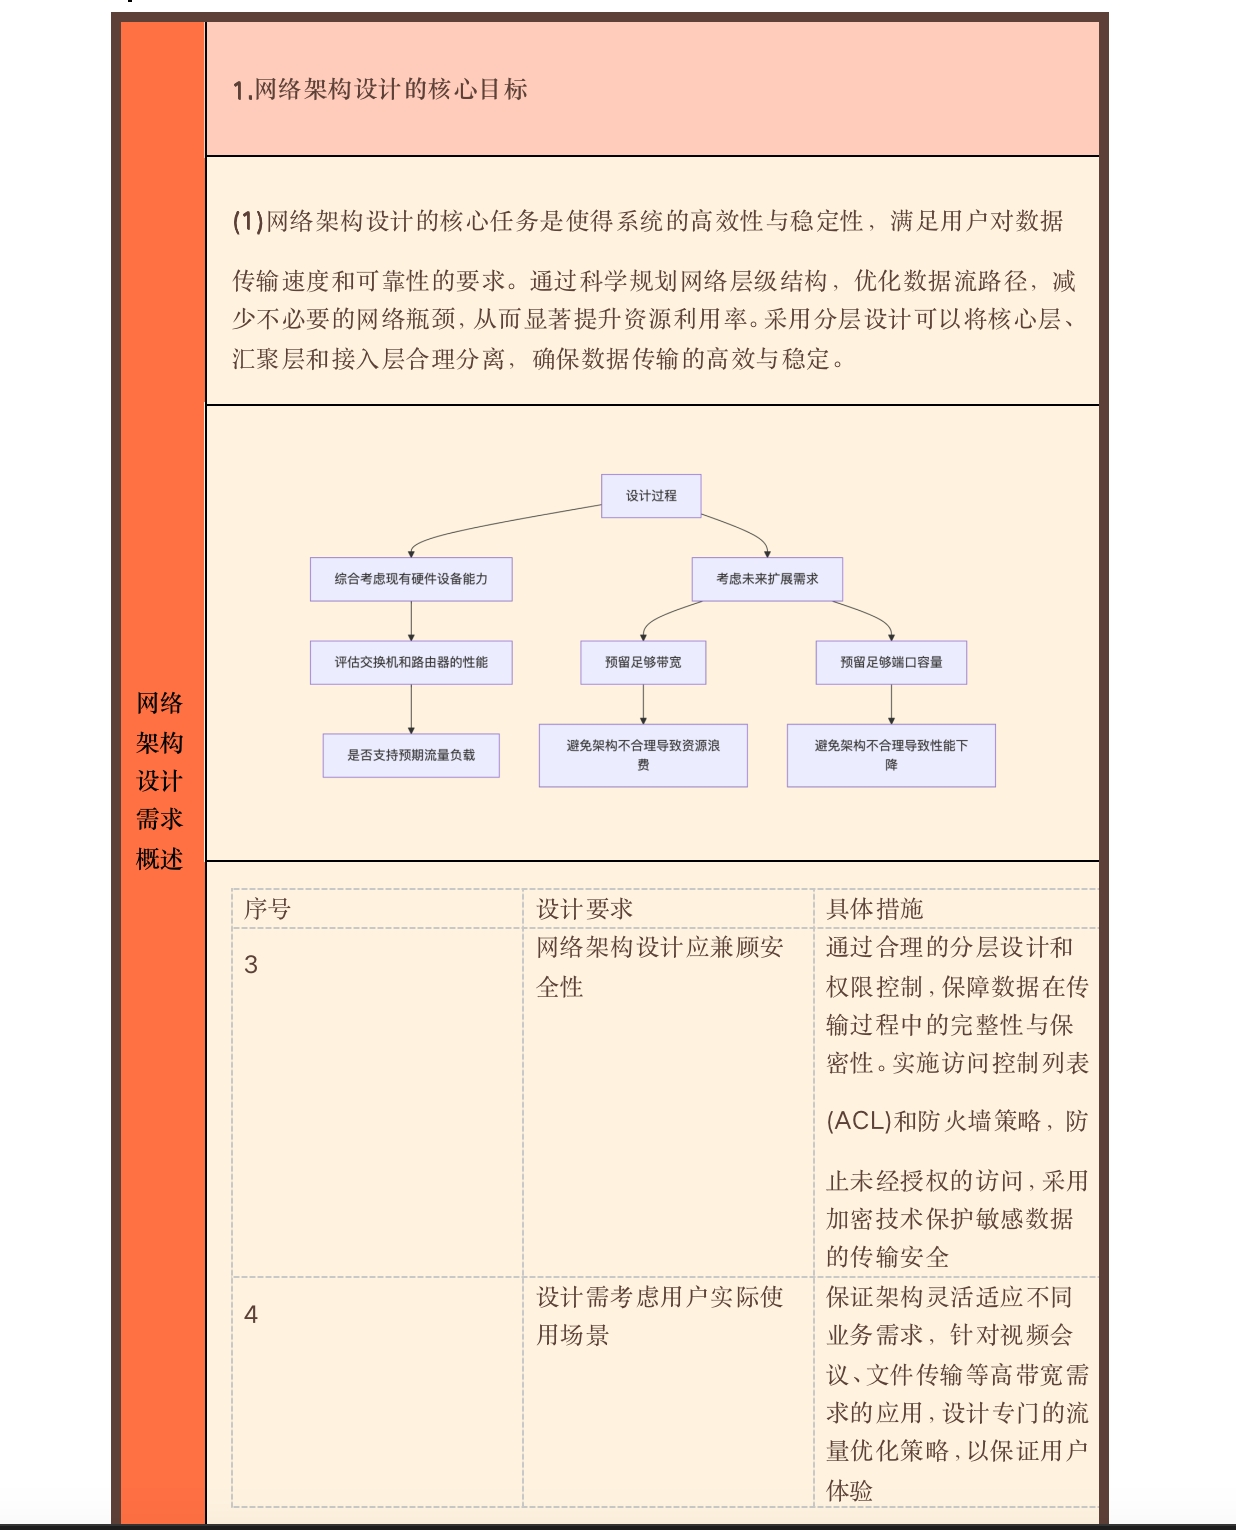 1.网络架构设计的核心目标
(1)网络架构设计的核心任务是使得系统的高效性与稳定性，满足用户对数据
传输速度和可靠性的要求。通过科学规划网络层级结构，优化数据流路径，减
少不必要的网络瓶颈，从而显著提升资源利用率。采用分层设计可以将核心层、
汇聚层和接入层合理分离，确保数据传输的高效与稳定。
设计过程
综合考虑现有硬件设备能力
考虑未来扩展需求
评估交换机和路由器的性能
预留足够带宽
预留足够端口容量
是否支持预期流量负载
避免架构不合理导致资源浪
费
避免架构不合理导致性能下
降
网络
架构
设计
需求
概述
序号
设计要求
具体措施
3
网络架构设计应兼顾安
全性
通过合理的分层设计和
权限控制，保障数据在传
输过程中的完整性与保
密性。实施访问控制列表
(ACL)和防火墙策略，防
止未经授权的访问，采用
加密技术保护敏感数据
的传输安全
4
设计需考虑用户实际使
用场景
保证架构灵活适应不同
业务需求，针对视频会
议、文件传输等高带宽需
求的应用，设计专门的流
量优化策略，以保证用户
体验